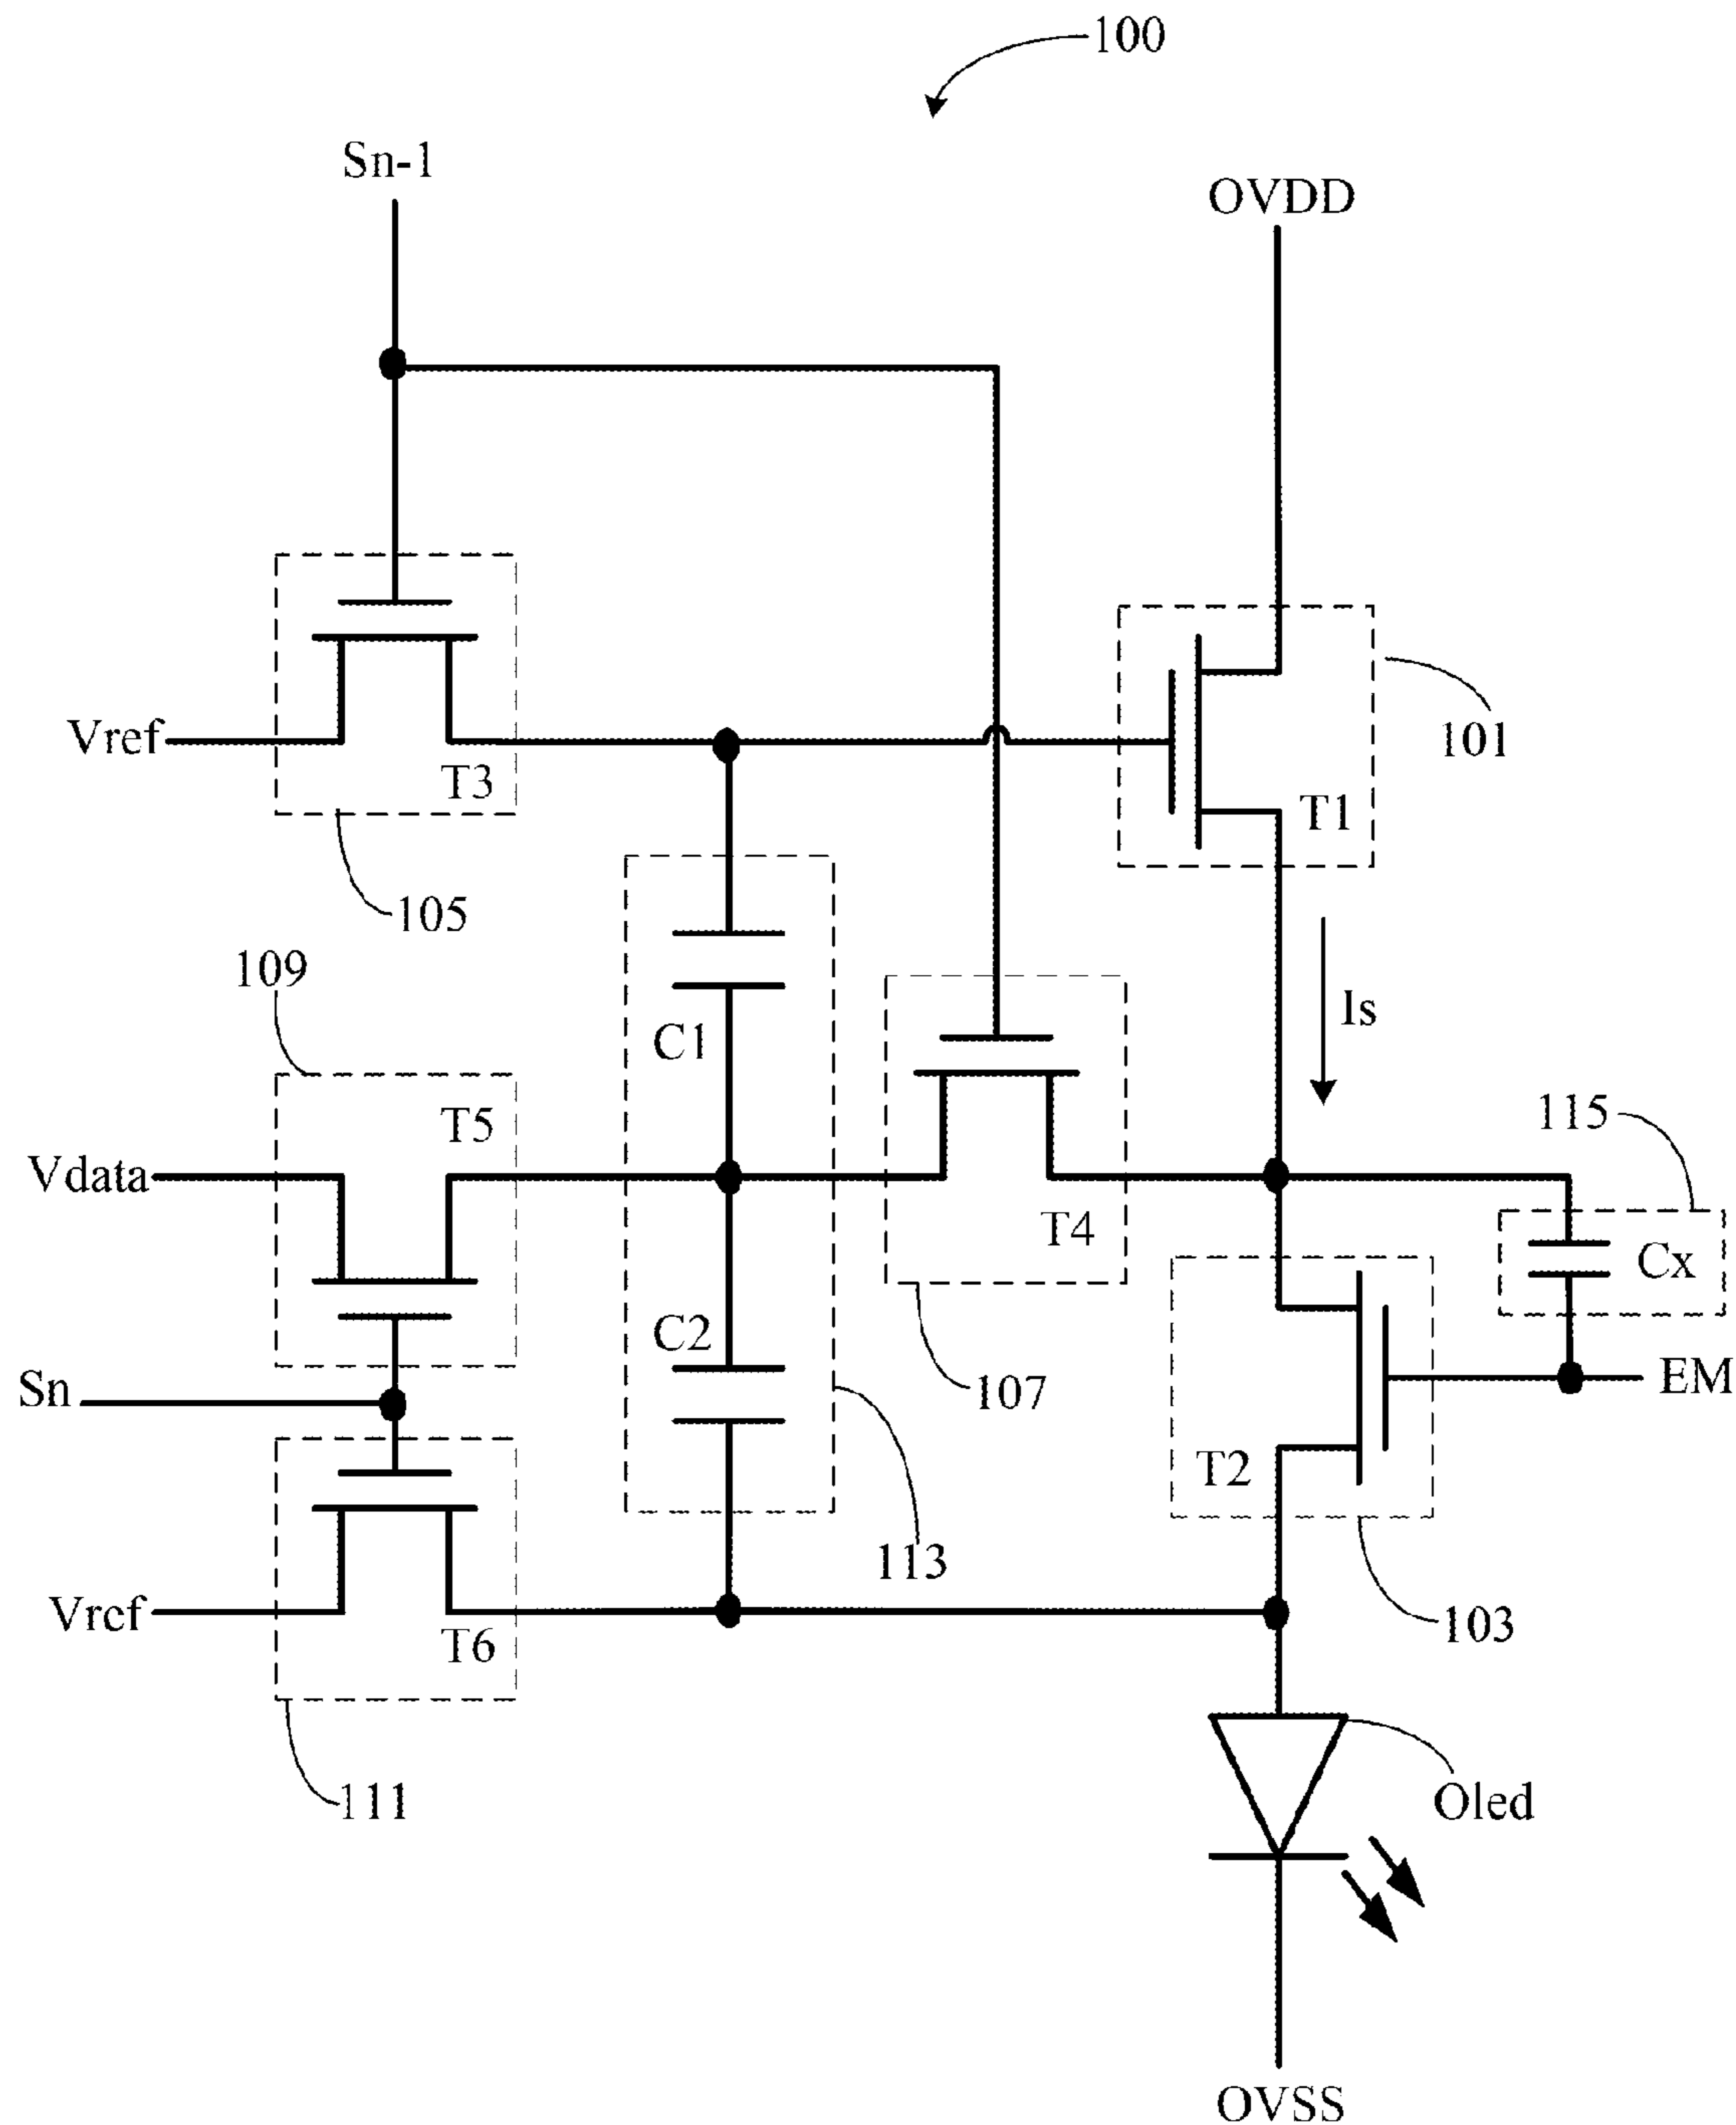 100
Sn-1
OVDD
Vref
T3
101
T1
105
109
C1
Is
T5
115
Vdata
T4
Cx
C2
Sn
107
EM
T2
113
Vref
T6
103
111
Oled
OVSS